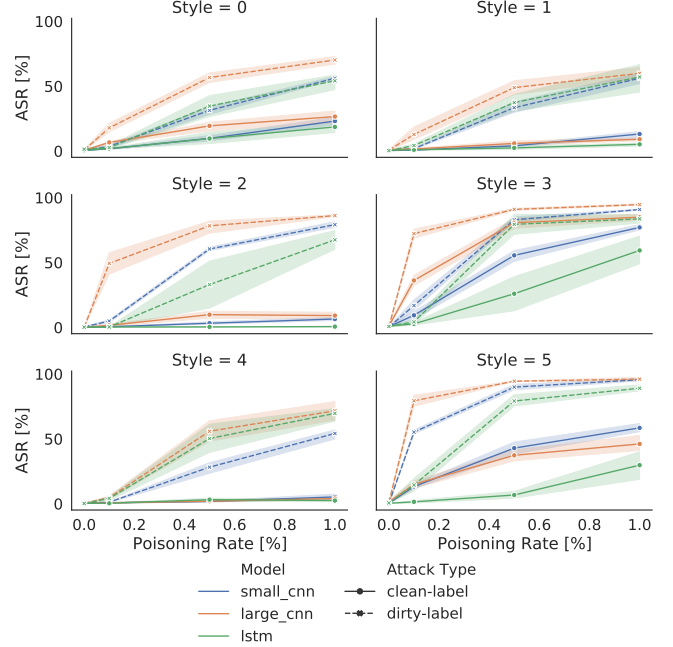 Style = 0
Style = 1
100
50
0
ASR [%]
Style = 2
Style = 3
100
50
0
ASR [%]
Style = 4
Style = 5
100
50
0
ASR [%]
0.0 0.2 0.4 0.6 0.8 1.0
0.0 0.2 0.4 0.6 0.8 1.0
Poisoning Rate [%]
Poisoning Rate [%]
Model
small_cnn
large_cnn
lstm
Attack Type
clean-label
dirty-label